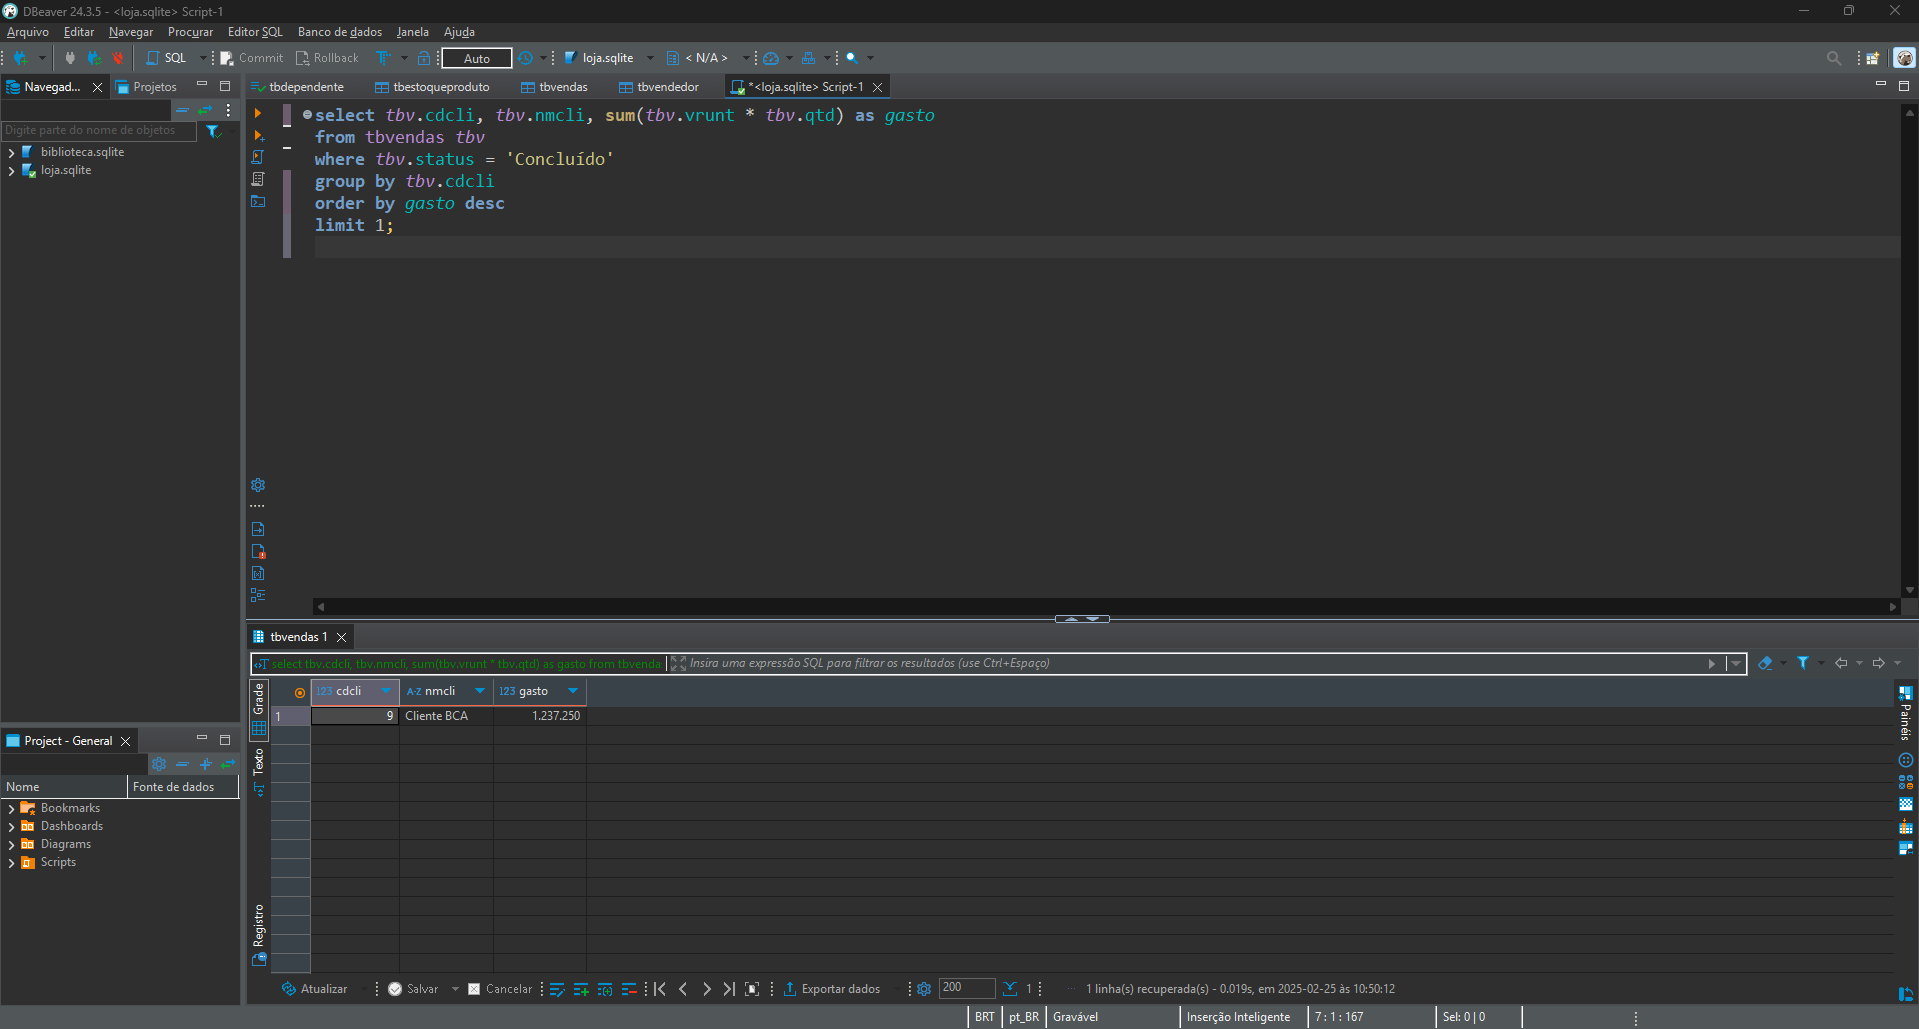 DBeaver 24.3.5 - <loja.sqlite> Script-1
Arquivo Editar Navegar Procurar Editor SQL Banco de dados Janela Ajuda
SQL Commit Rollback Auto loja.sqlite < N/A >
Navegad... Projetos
Digite parte do nome de objetos
biblioteca.sqlite
loja.sqlite
tbdependente tbestoqueproduto tbvendas tbvendedor *<loja.sqlite> Script-1
select tbv.cdcli, tbv.nmcli, sum(tbv.vrunt * tbv.qtd) as gasto
from tbvendas tbv
where tbv.status = 'Concluído'
group by tbv.cdcli
order by gasto desc
limit 1;
tbvendas 1
select tbv.cdcli, tbv.nmcli, sum(tbv.vrunt * tbv.qtd) as gasto from tbvenda Insira uma expressão SQL para filtrar os resultados (use Ctrl+Espaço)
Grade
Texto
Registro
123 cdcli A-Z nmcli 123 gasto
1 9 Cliente BCA 1.237.250
Painéis
Project - General
Nome Fonte de dados
Bookmarks
Dashboards
Diagrams
Scripts
Atualizar Salvar Cancelar Exportar dados 200 1 1 linha(s) recuperada(s) - 0.019s, em 2025-02-25 às 10:50:12
BRT pt_BR Gravável Inserção Inteligente 7 : 1 : 167 Sel: 0 | 0